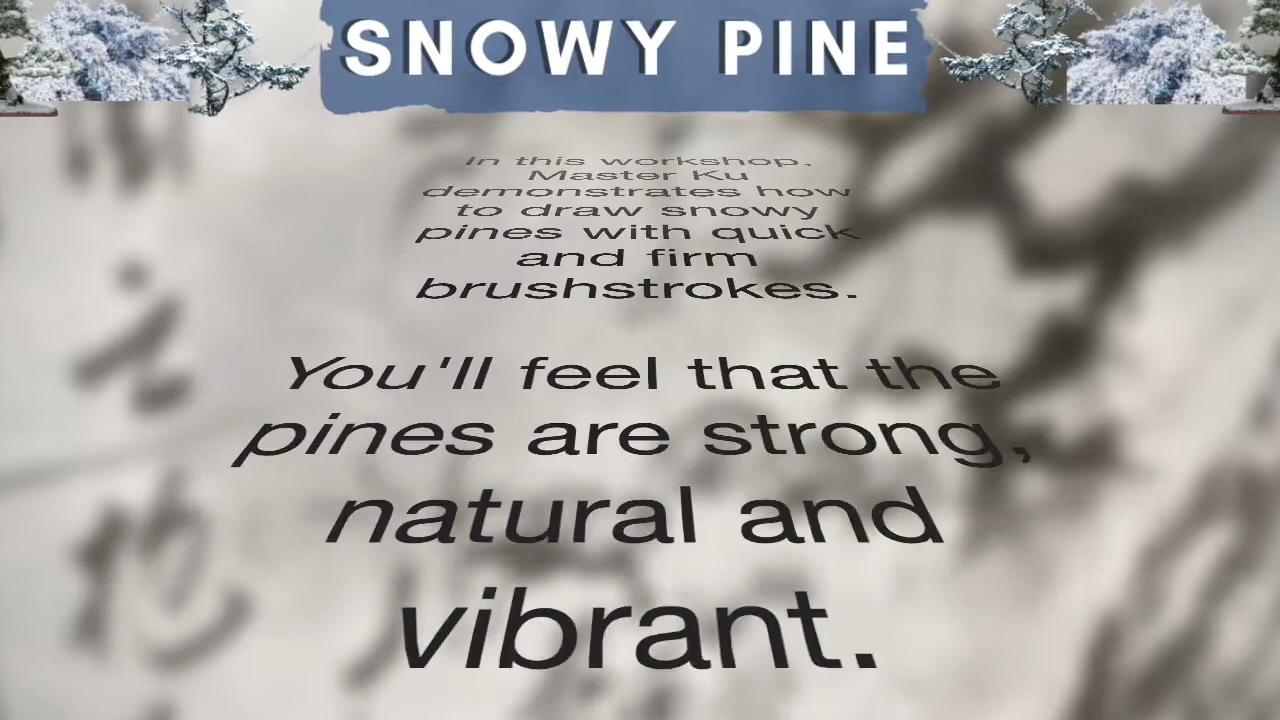 SNOWY PINE
In this workshop,
Master Ku
demonstrates how
to draw snowy
pines with quick
and firm
brushstrokes.
You'll feel that the
pines are strong,
natural and
vibrant.